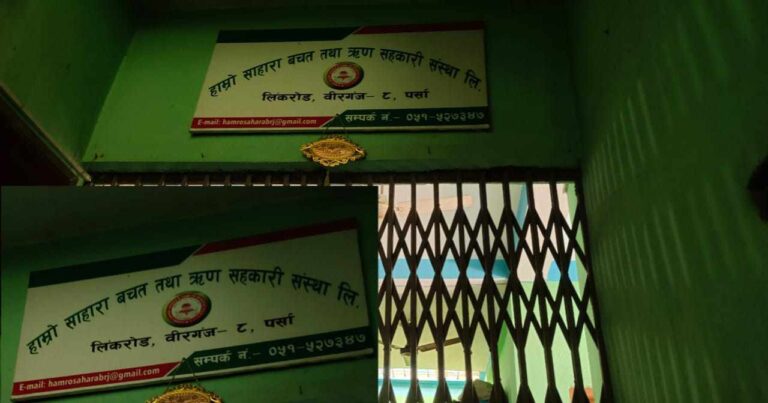 हाम्रो साहारा बचत तथा ऋण सहकारी संस्था लि.
लिंकरोड, वीरगंज- ८, पर्सा
E-mail: hamrosaharabrj@gmail.com
सम्पर्क नं.- ०५१-५२७३४७
हाम्रो साहारा बचत तथा ऋण सहकारी संस्था लि.
लिंकरोड, वीरगंज- ८, पर्सा
सम्पर्क नं.- ०५१-५२७३४७
E-mail: hamrosaharabrj@gmail.com